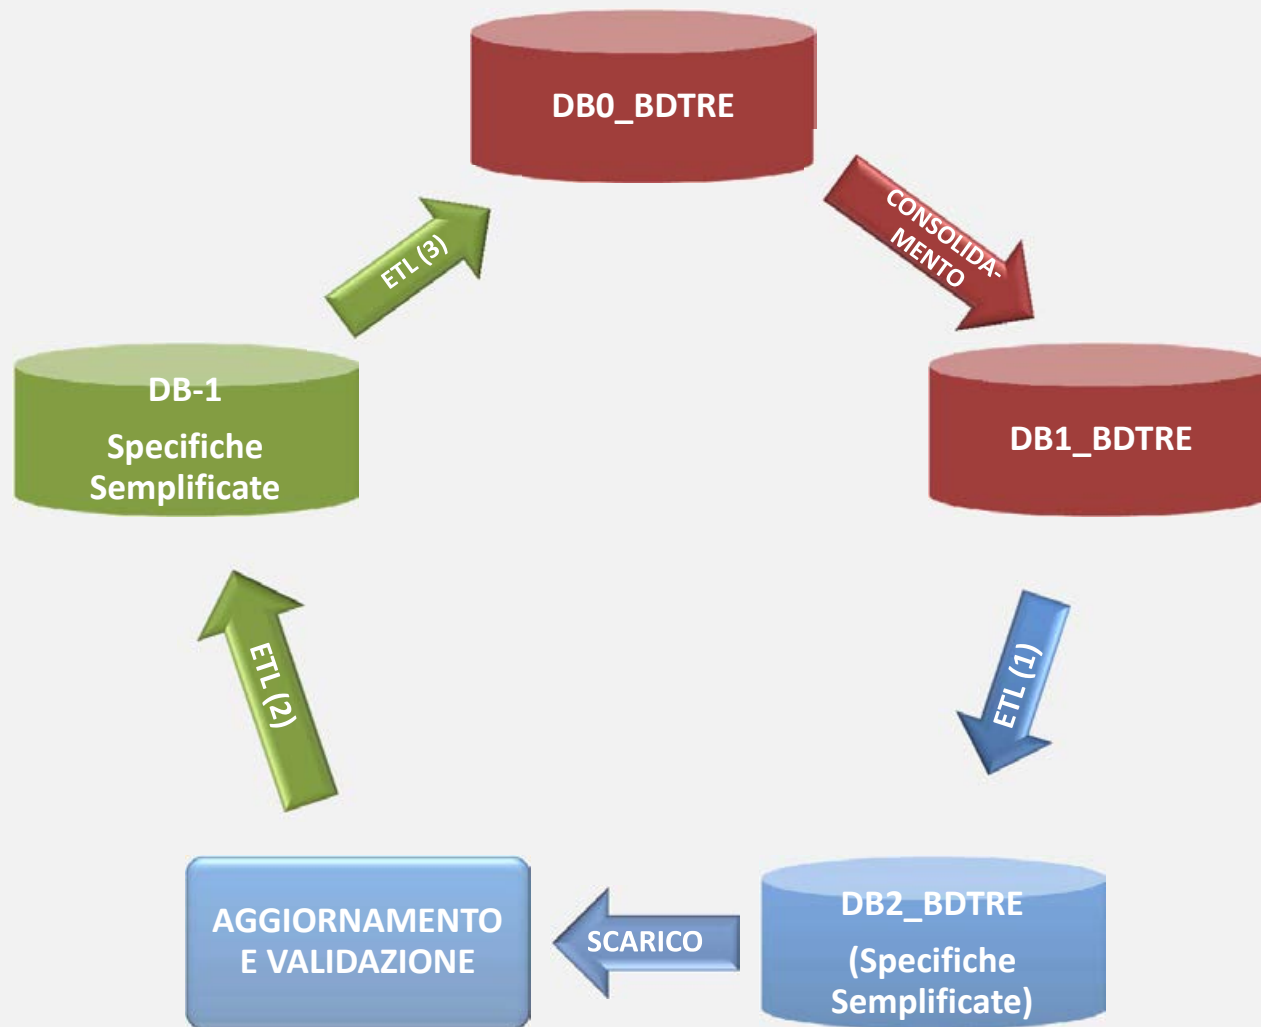 DB0_BDTRE
CONSOLIDA-
MENTO
ETL (3)
DB-1
Specifiche
Semplificate
DB1_BDTRE
ETL (2)
ETL (1)
AGGIORNAMENTO
E VALIDAZIONE
SCARICO
DB2_BDTRE
(Specifiche
Semplificate)